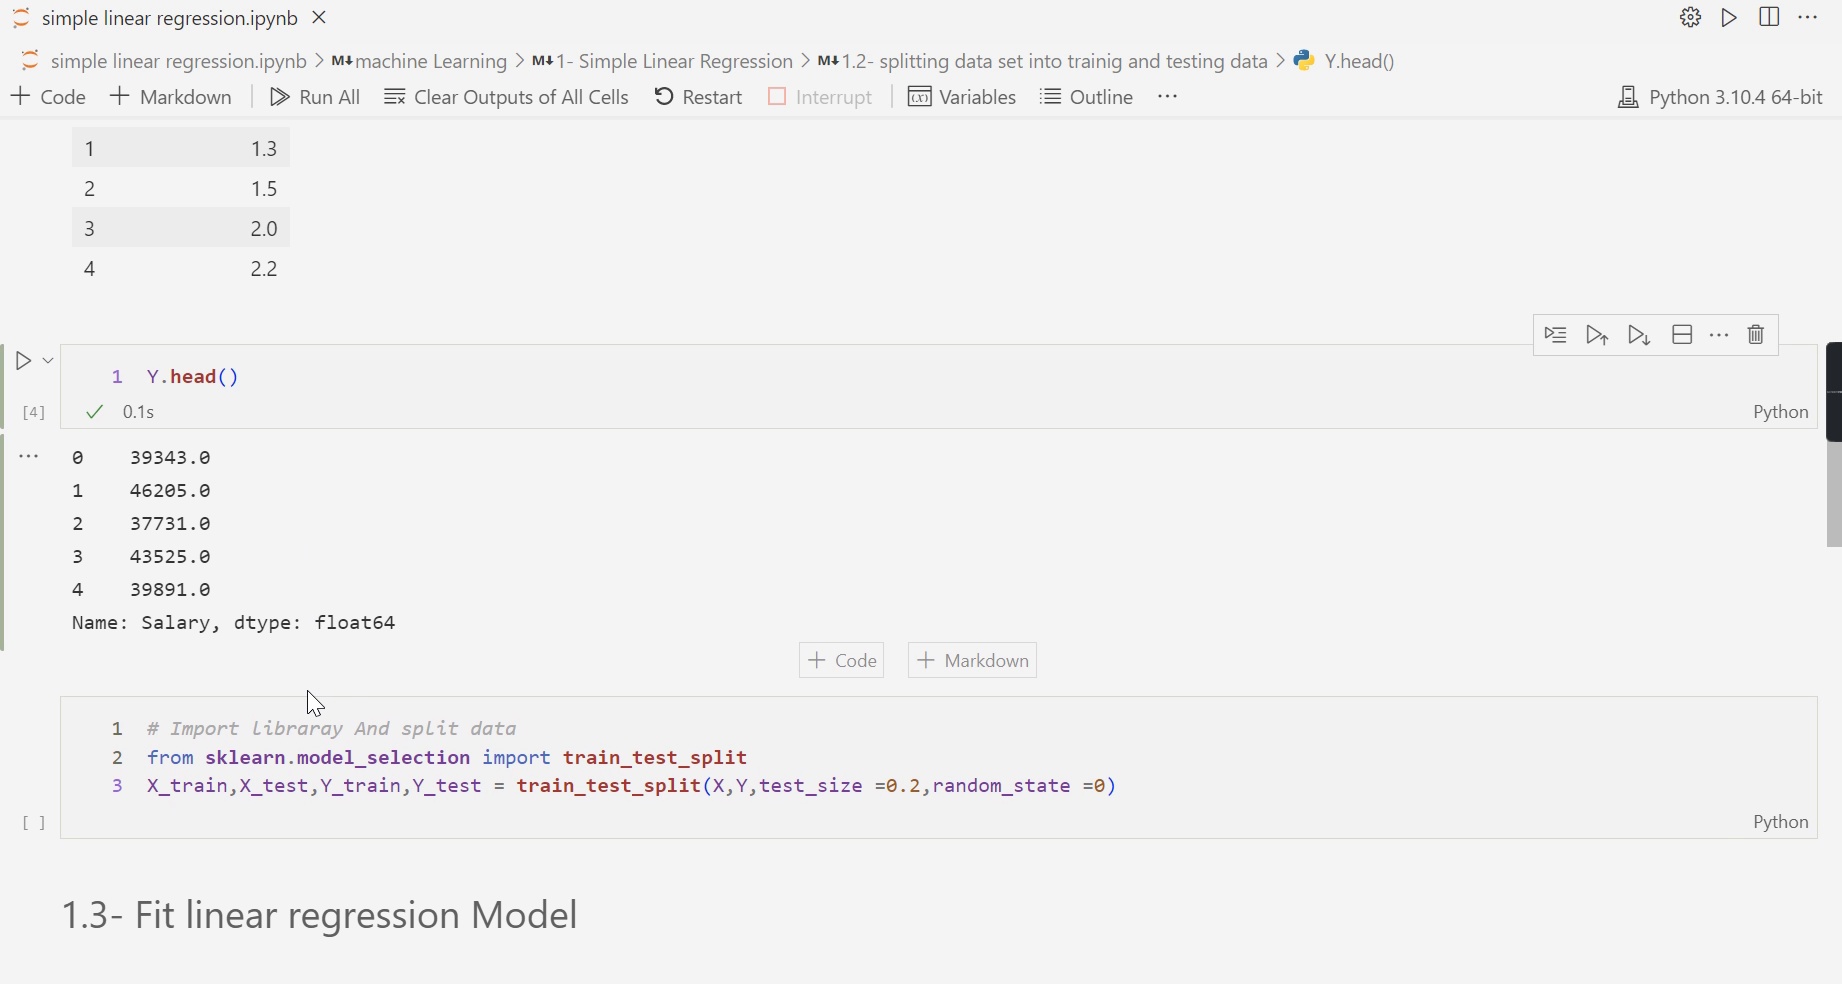 simple linear regression.ipynb
simple linear regression.ipynb > M↓machine Learning > M↓1- Simple Linear Regression > M↓1.2- splitting data set into trainig and testing data > Y.head()
+ Code + Markdown Run All Clear Outputs of All Cells Restart Interrupt Variables Outline ··· Python 3.10.4 64-bit
1 1.3
2 1.5
3 2.0
4 2.2
1 Y.head()
[4] ✓ 0.1s Python
0 39343.0
1 46205.0
2 37731.0
3 43525.0
4 39891.0
Name: Salary, dtype: float64
+ Code + Markdown
1 # Import libraray And split data
2 from sklearn.model_selection import train_test_split
3 X_train,X_test,Y_train,Y_test = train_test_split(X,Y,test_size =0.2,random_state =0)
[ ] Python
1.3- Fit linear regression Model